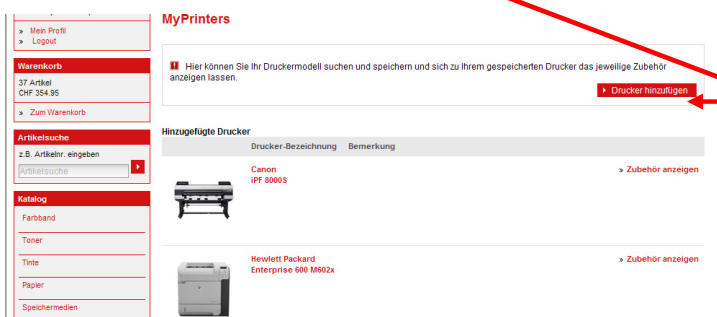 » Mein Profil
» Logout
Warenkorb
37 Artikel
CHF 354.95
» Zum Warenkorb
Artikelsuche
z.B. Artikelnr. eingeben
Artikelsuche
Katalog
Farbband
Toner
Tinte
Papier
Speichermedien
MyPrinters
Hier können Sie Ihr Druckermodell suchen und speichern und sich zu Ihrem gespeicherten Drucker das jeweilige Zubehör
anzeigen lassen.
Drucker hinzufügen
Hinzugefügte Drucker
Drucker-Bezeichnung Bemerkung
Canon
iPF 8000S
» Zubehör anzeigen
Hewlett Packard
Enterprise 600 M602x
» Zubehör anzeigen